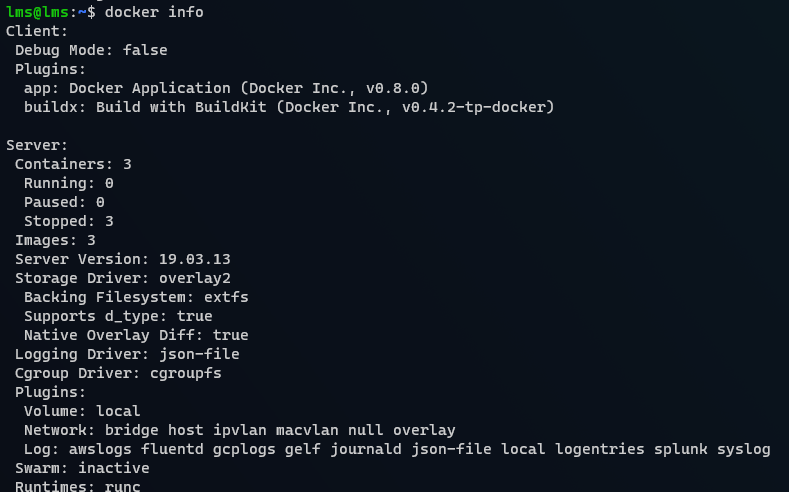 lms@lms:~$ docker info
Client:
 Debug Mode: false
 Plugins:
  app: Docker Application (Docker Inc., v0.8.0)
  buildx: Build with BuildKit (Docker Inc., v0.4.2-tp-docker)

Server:
 Containers: 3
  Running: 0
  Paused: 0
  Stopped: 3
 Images: 3
 Server Version: 19.03.13
 Storage Driver: overlay2
  Backing Filesystem: extfs
  Supports d_type: true
  Native Overlay Diff: true
 Logging Driver: json-file
 Cgroup Driver: cgroupfs
 Plugins:
  Volume: local
  Network: bridge host ipvlan macvlan null overlay
  Log: awslogs fluentd gcplogs gelf journald json-file local logentries splunk syslog
 Swarm: inactive
 Runtimes: runc